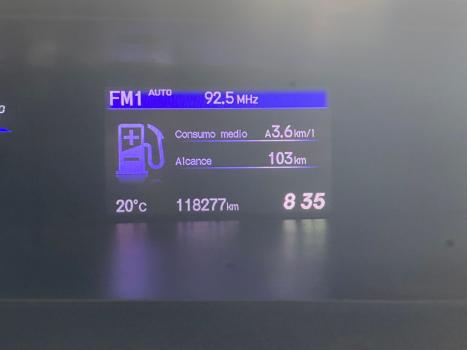 FM1 AUTO 92.5 MHz
Consumo medio A3.6km/l
Alcance 103km
20°C 118277km 8 35